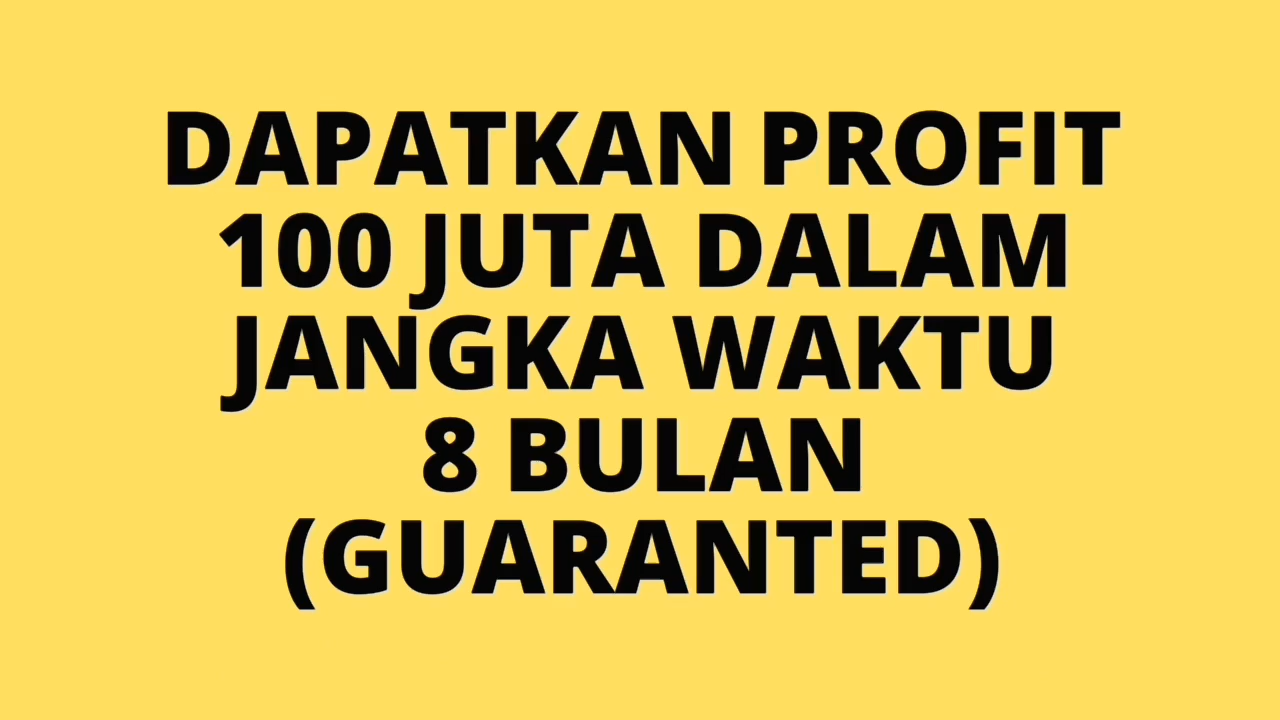 DAPATKAN PROFIT
100 JUTA DALAM
JANGKA WAKTU
8 BULAN
(GUARANTED)